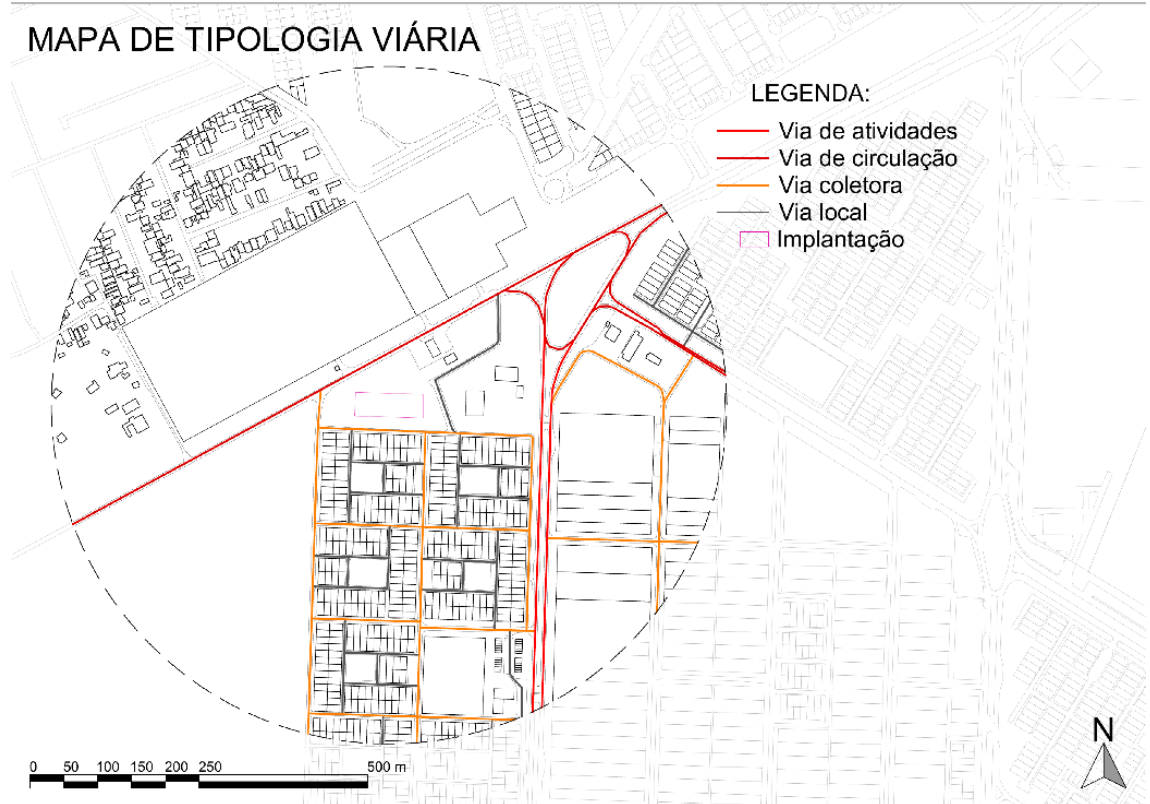 MAPA DE TIPOLOGIA VIÁRIA
LEGENDA:
Via de atividades
Via de circulação
Via coletora
Via local
Implantação
N
0 50 100 150 200 250 500 m